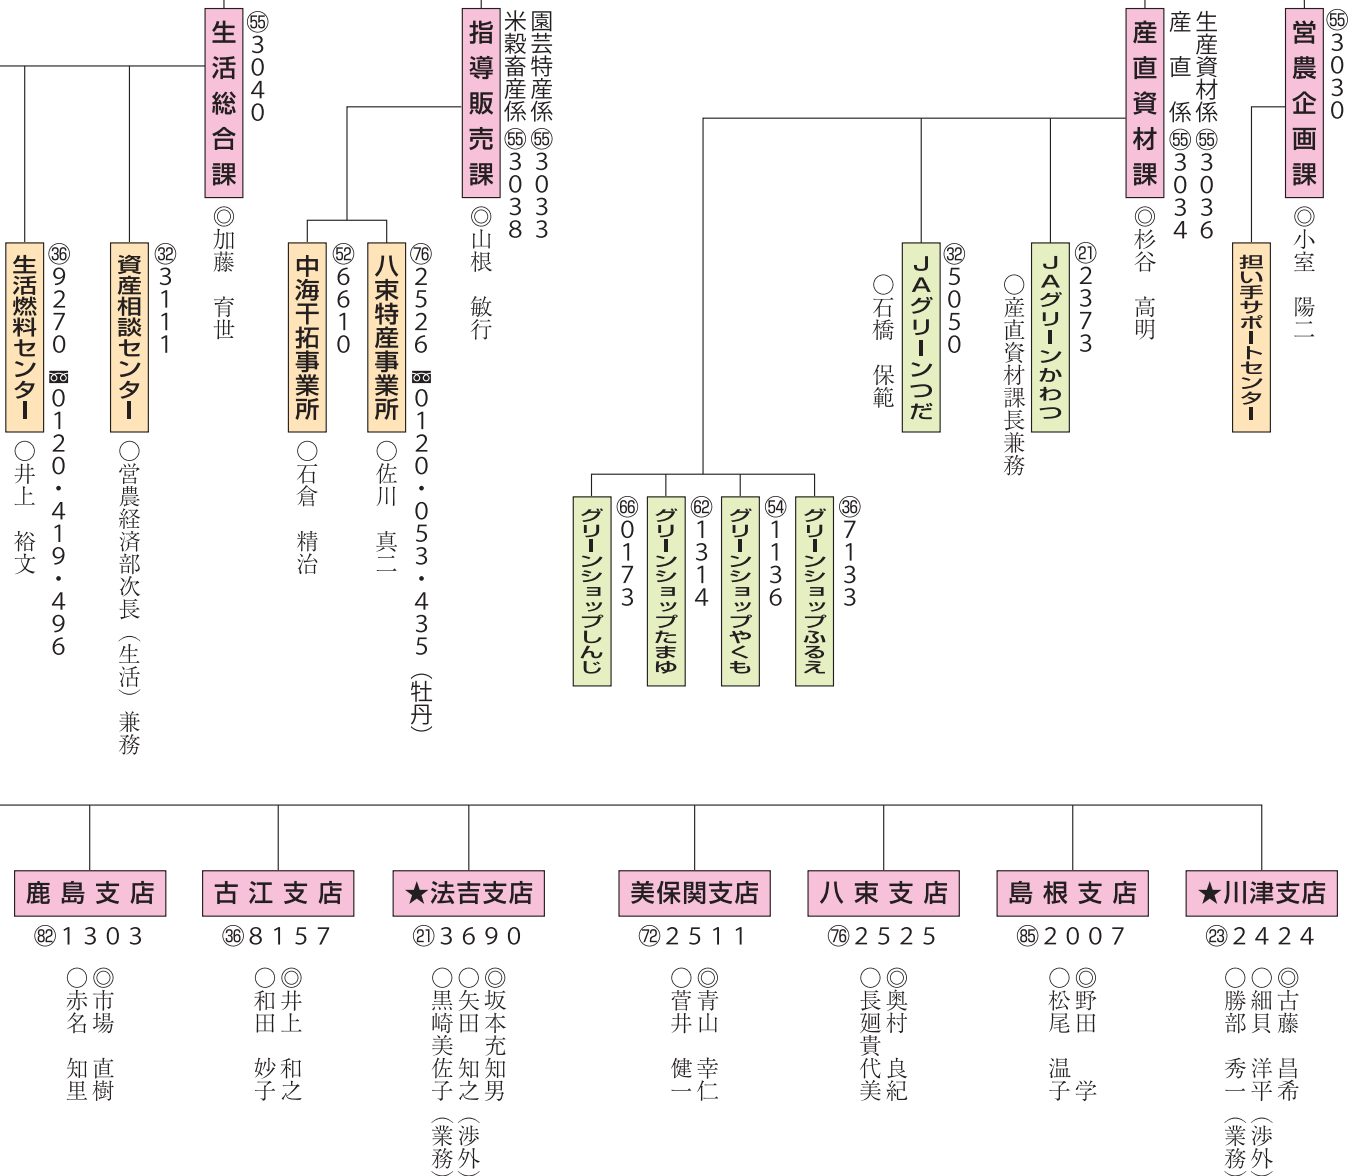 ㊺3030
営農企画課
◎小室　陽二
担い手サポートセンター
生産資材係 ㊺3036
産　直　係 ㊺3034
産直資材課
◎杉谷　高明
㉑2373
JAグリーンかわつ
○産直資材課長兼務
㉜5050
JAグリーンつだ
○石橋　保範
㊱7133
グリーンショップふるえ
54 1136
グリーンショップやくも
62 1314
グリーンショップたまゆ
66 0173
グリーンショップしんじ
園芸特産係 55 3033
米穀畜産係 55 3038
指導販売課
◎山根　敏行
76 2526 0120・053・435（牡丹）
八束特産事業所
○佐川　真二
52 6610
中海干拓事業所
○石倉　精治
55 3040
生活総合課
◎加藤　育世
㉜3111
資産相談センター
○営農経済部次長（生活）兼務
㊱9270 0120・419・496
生活燃料センター
○井上　裕文
★川津支店
㉓2424
◎古藤　昌希
○細貝　洋平（渉外）
○勝部　秀一（業務）
島根支店
85 2007
◎野田　学
○松尾　温子
八束支店
76 2525
◎奥村　良紀
○長廻貴代美
美保関支店
72 2511
◎青山　幸仁
○菅井　健一
★法吉支店
㉑3690
◎坂本充知男
○矢田　知之（渉外）
○黒崎美佐子（業務）
古江支店
㊱8157
◎井上　和之
○和田　妙子
鹿島支店
82 1303
◎市場　直樹
○赤名　知里